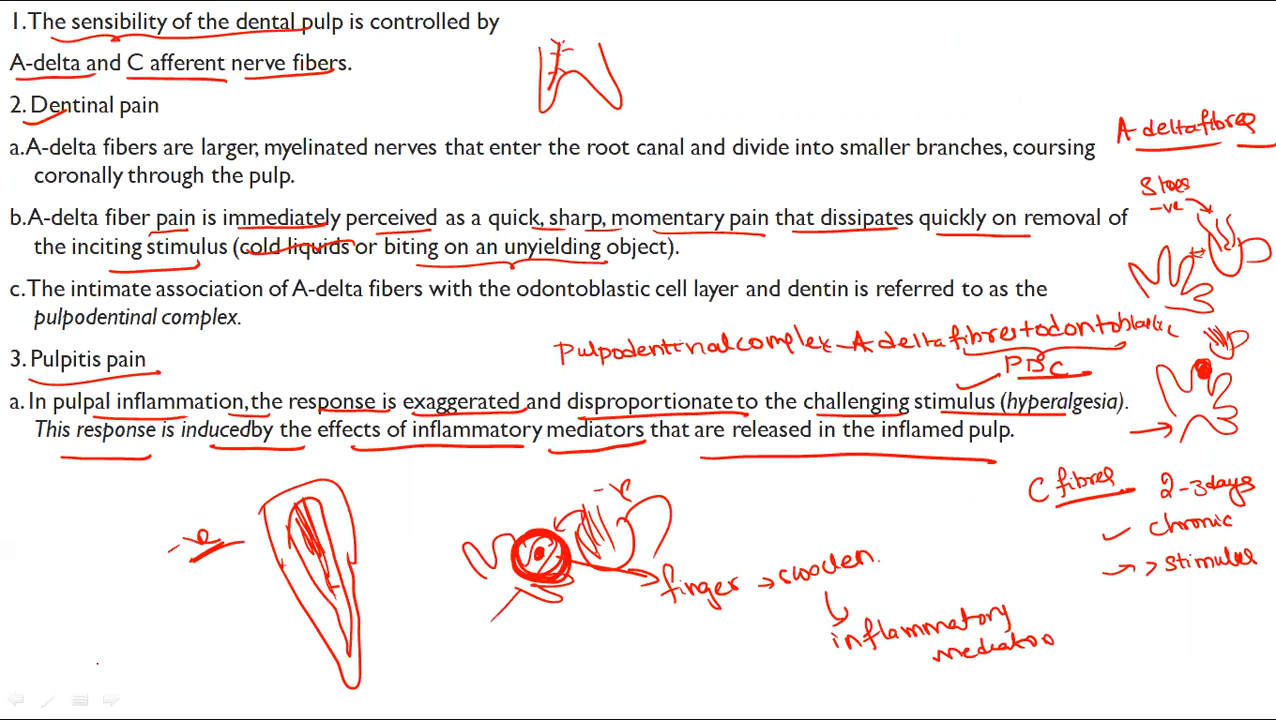 1.The sensibility of the dental pulp is controlled by
A-delta and C afferent nerve fibers.
2. Dentinal pain
a.A-delta fibers are larger, myelinated nerves that enter the root canal and divide into smaller branches, coursing
coronally through the pulp.
b.A-delta fiber pain is immediately perceived as a quick, sharp, momentary pain that dissipates quickly on removal of
the inciting stimulus (cold liquids or biting on an unyielding object).
c.The intimate association of A-delta fibers with the odontoblastic cell layer and dentin is referred to as the
pulpodentinal complex.
3. Pulpitis pain
a. In pulpal inflammation, the response is exaggerated and disproportionate to the challenging stimulus (hyperalgesia).
This response is inducedby the effects of inflammatory mediators that are released in the inflamed pulp.
A-deltafibres
-ve
Pulpodentinal complex - A delta fibres + odontoblastic
PDC
C fibres
2-3 days
chronic
> stimulus
-ve
-ve
finger → swoolen.
inflammatory